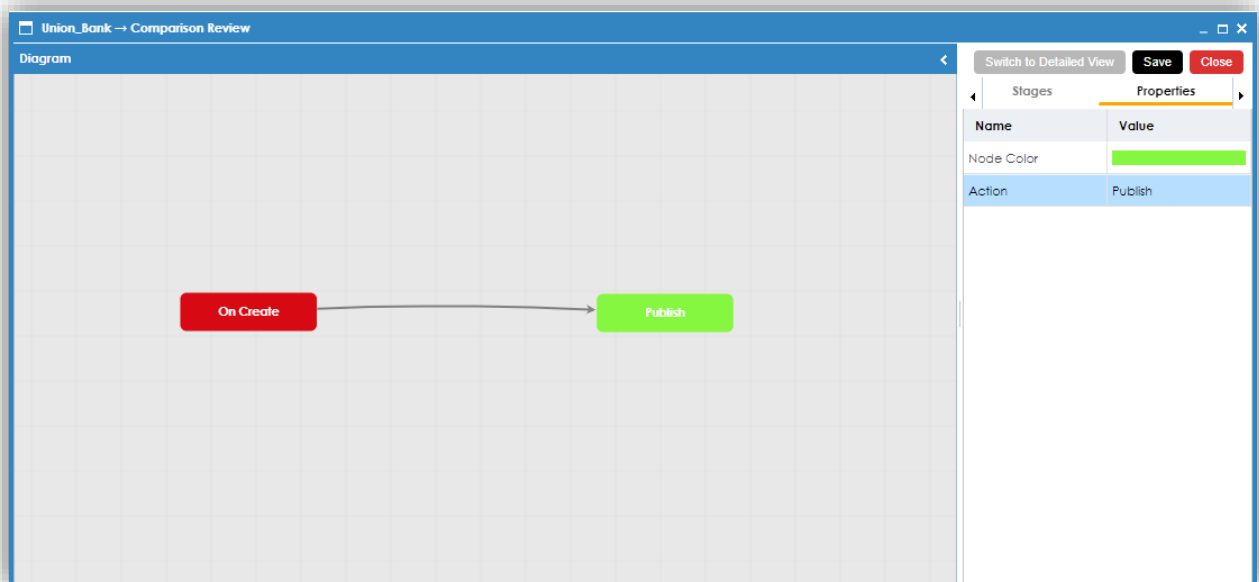 Union_Bank → Comparison Review
Diagram
Switch to Detailed View Save Close
Stages Properties
Name Value
Node Color
Action Publish
On Create Publish